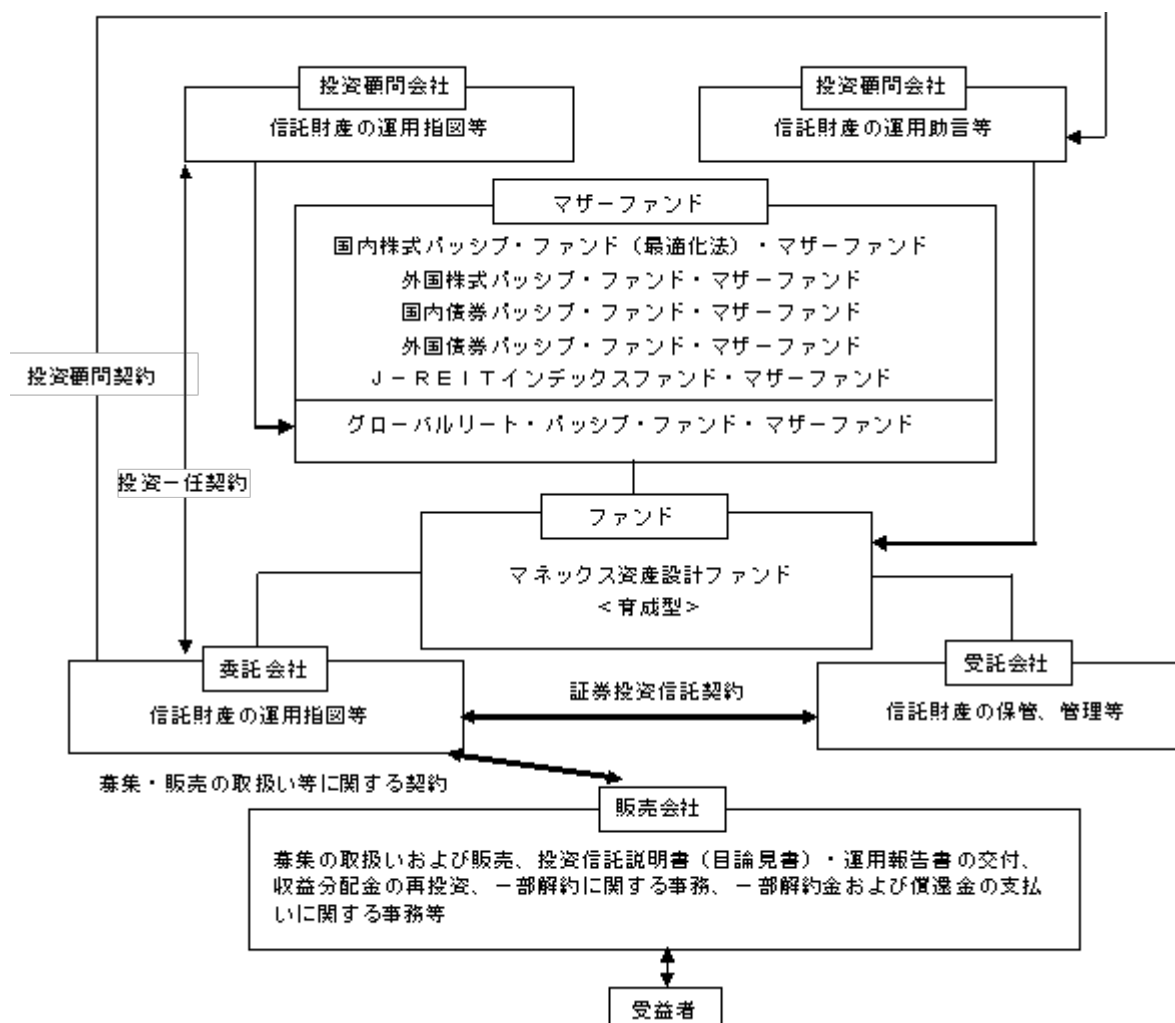 投資顧問会社
信託財産の運用指図等
投資顧問会社
信託財産の運用助言等
マザーファンド
国内株式パッシブ・ファンド（最適化法）・マザーファンド
外国株式パッシブ・ファンド・マザーファンド
国内債券パッシブ・ファンド・マザーファンド
外国債券パッシブ・ファンド・マザーファンド
Ｊ－ＲＥＩＴインデックスファンド・マザーファンド
グローバルリート・パッシブ・ファンド・マザーファンド
投資顧問契約
投資一任契約
ファンド
マネックス資産設計ファンド
＜育成型＞
委託会社
信託財産の運用指図等
証券投資信託契約
受託会社
信託財産の保管、管理等
募集・販売の取扱い等に関する契約
販売会社
募集の取扱いおよび販売、投資信託説明書（目論見書）・運用報告書の交付、
収益分配金の再投資、一部解約に関する事務、一部解約金および償還金の支払
いに関する事務等
受益者